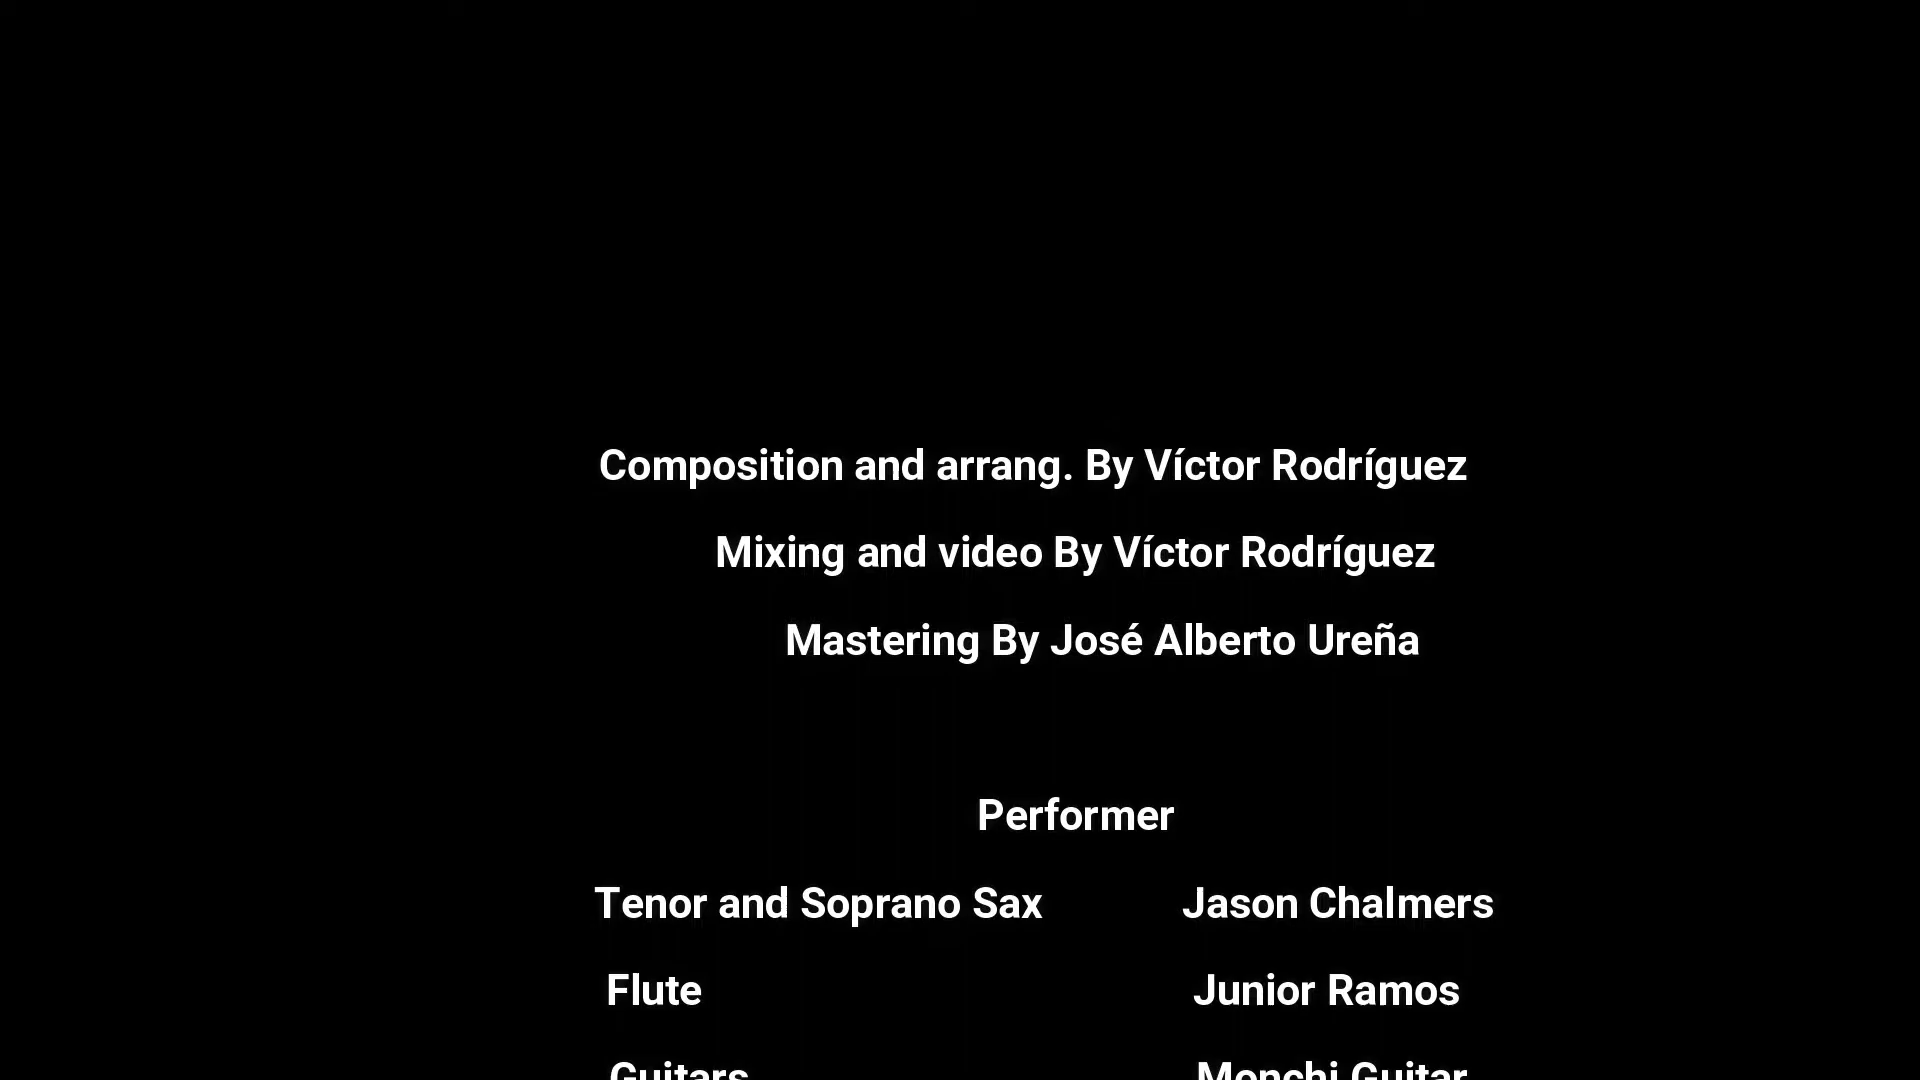 Composition and arrang. By Víctor Rodríguez
Mixing and video By Víctor Rodríguez
Mastering By José Alberto Ureña
Performer
Tenor and Soprano Sax Jason Chalmers
Flute Junior Ramos
Guitars Monchi Guitar